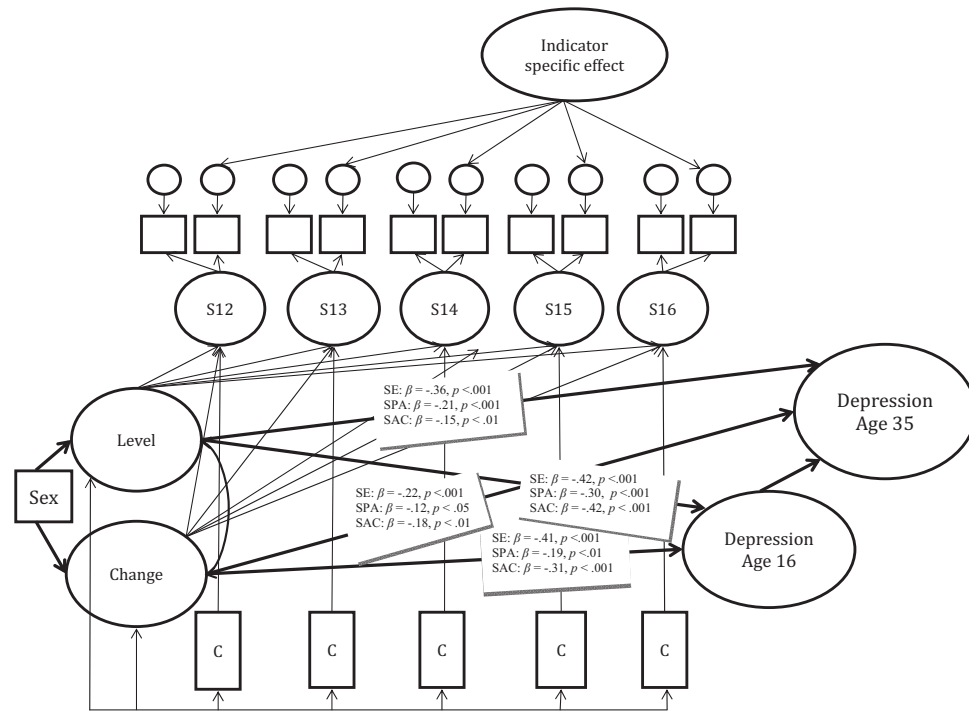 Indicator
specific effect
S12
S13
S14
S15
S16
SE: β = -.36, p <.001
SPA: β = -.21, p <.001
SAC: β = -.15, p < .01
Depression
Age 35
Level
Sex
SE: β = -.22, p <.001
SPA: β = -.12, p < .05
SAC: β = -.18, p < .01
SE: β = -.42, p <.001
SPA: β = -.30, p <.001
SAC: β = -.42, p <.001
SE: β = -.41, p <.001
SPA: β = -.19, p <.01
SAC: β = -.31, p < .001
Depression
Age 16
Change
C
C
C
C
C